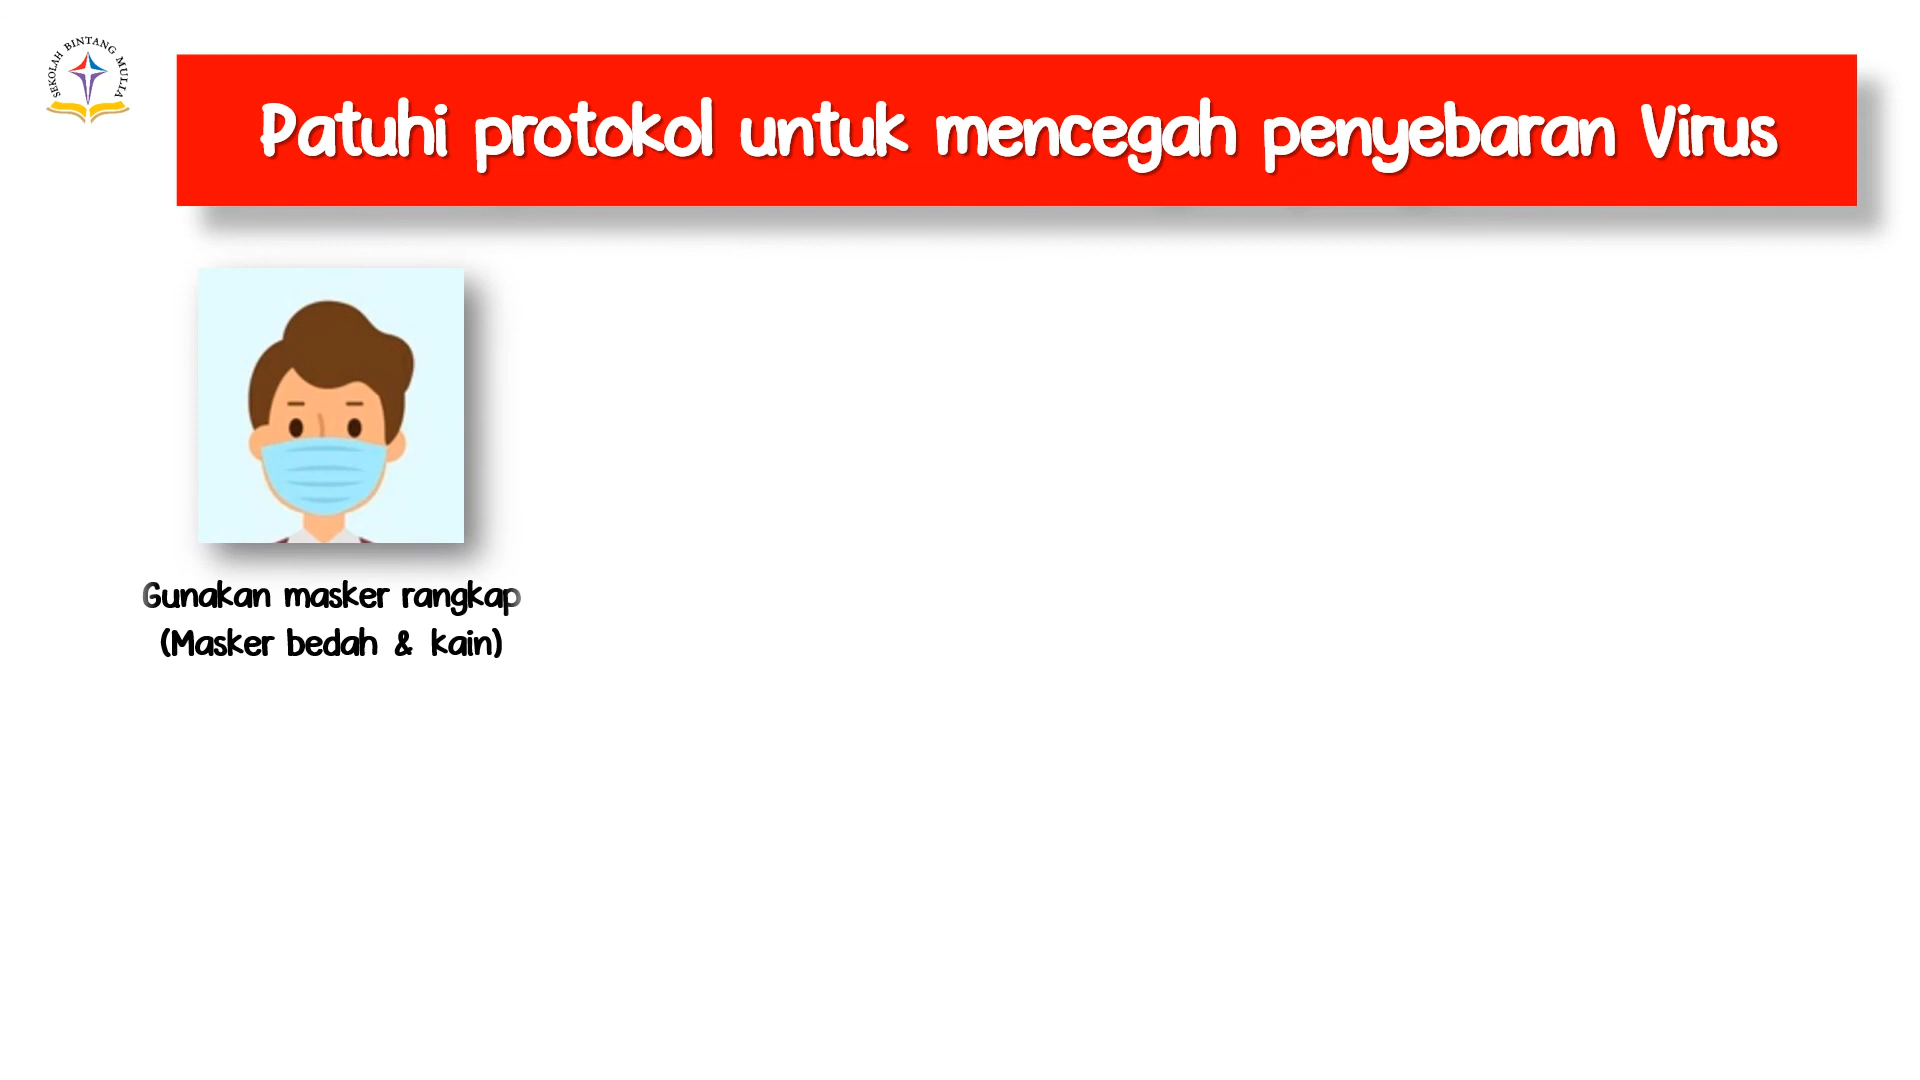 SEKOLAH BINTANG MULIA
Patuhi protokol untuk mencegah penyebaran Virus
Gunakan masker rangkap
(Masker bedah & kain)